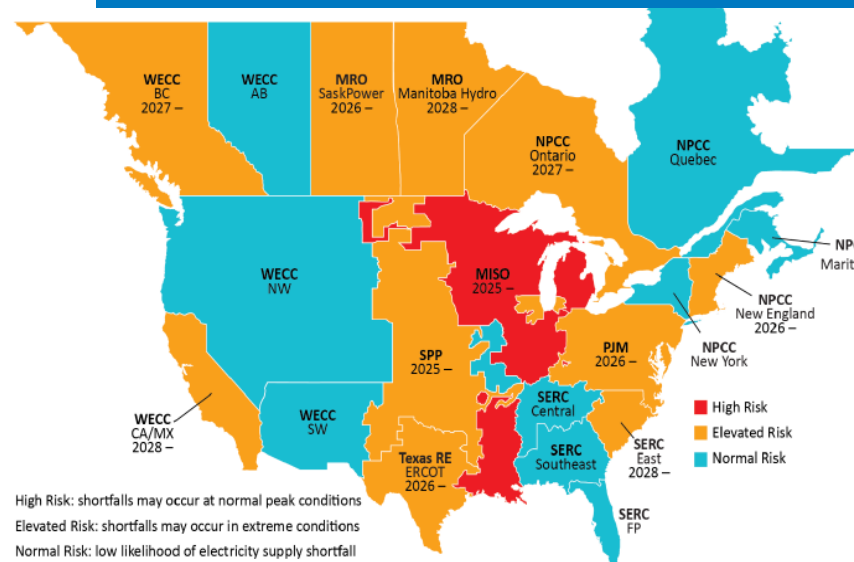 WECC
BC
2027 –
WECC
AB
MRO
SaskPower
2026 –
MRO
Manitoba Hydro
2028 –
NPCC
Ontario
2027 –
NPCC
Quebec
WECC
NW
MISO
2025 –
NPC
Marit
NPCC
New England
2026 –
NPCC
New York
SPP
2025 –
PJM
2026 –
WECC
CA/MX
2028 –
WECC
SW
SERC
Central
SERC
East
2028 –
SERC
Southeast
Texas RE
ERCOT
2026 –
SERC
FP
High Risk
Elevated Risk
Normal Risk
High Risk: shortfalls may occur at normal peak conditions
Elevated Risk: shortfalls may occur in extreme conditions
Normal Risk: low likelihood of electricity supply shortfall